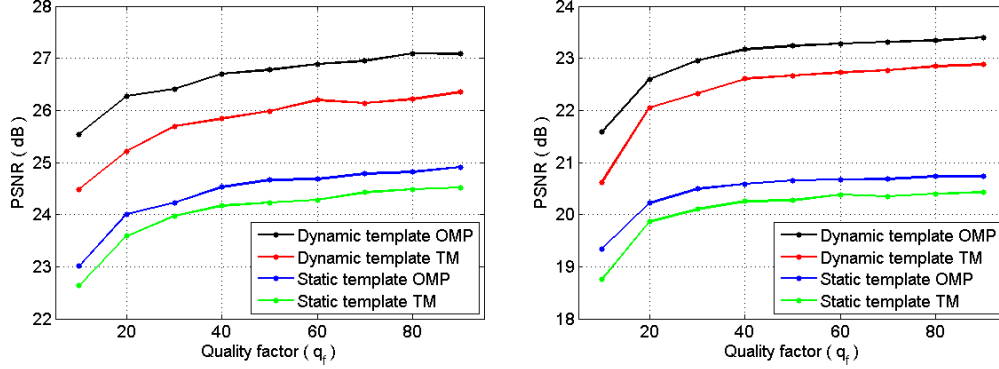 28
27
26
25
24
23
22
PSNR ( dB )
20
40
60
80
Quality factor ( q_f )
Dynamic template OMP
Dynamic template TM
Static template OMP
Static template TM
24
23
22
21
20
19
18
PSNR ( dB )
20
40
60
80
Quality factor ( q_f )
Dynamic template OMP
Dynamic template TM
Static template OMP
Static template TM